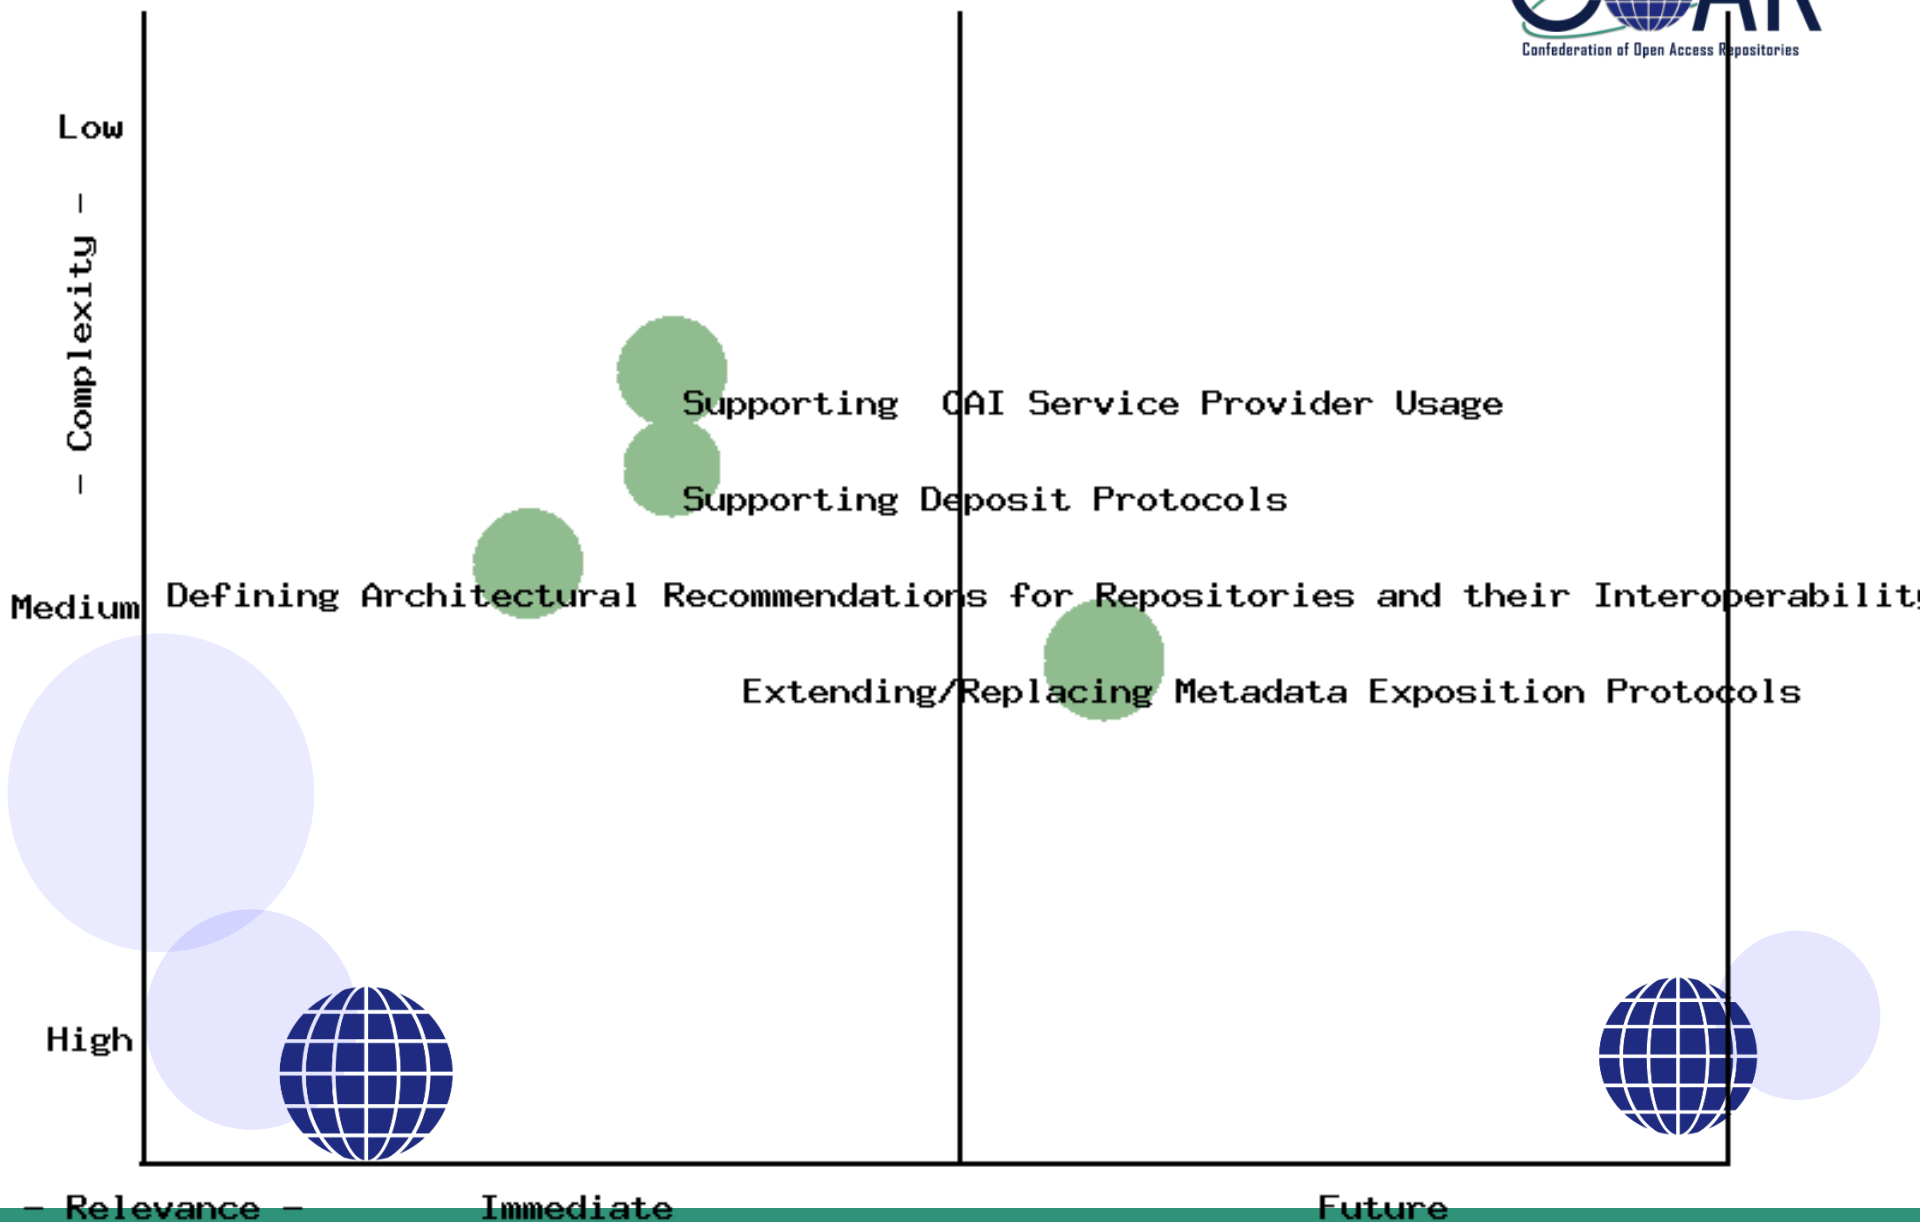 Confederation of Open Access Repositories
Low
- Complexity -
Supporting  OAI Service Provider Usage
Supporting Deposit Protocols
Medium
Defining Architectural Recommendations for Repositories and their Interoperability
Extending/Replacing Metadata Exposition Protocols
High
- Relevance -
Immediate
Future